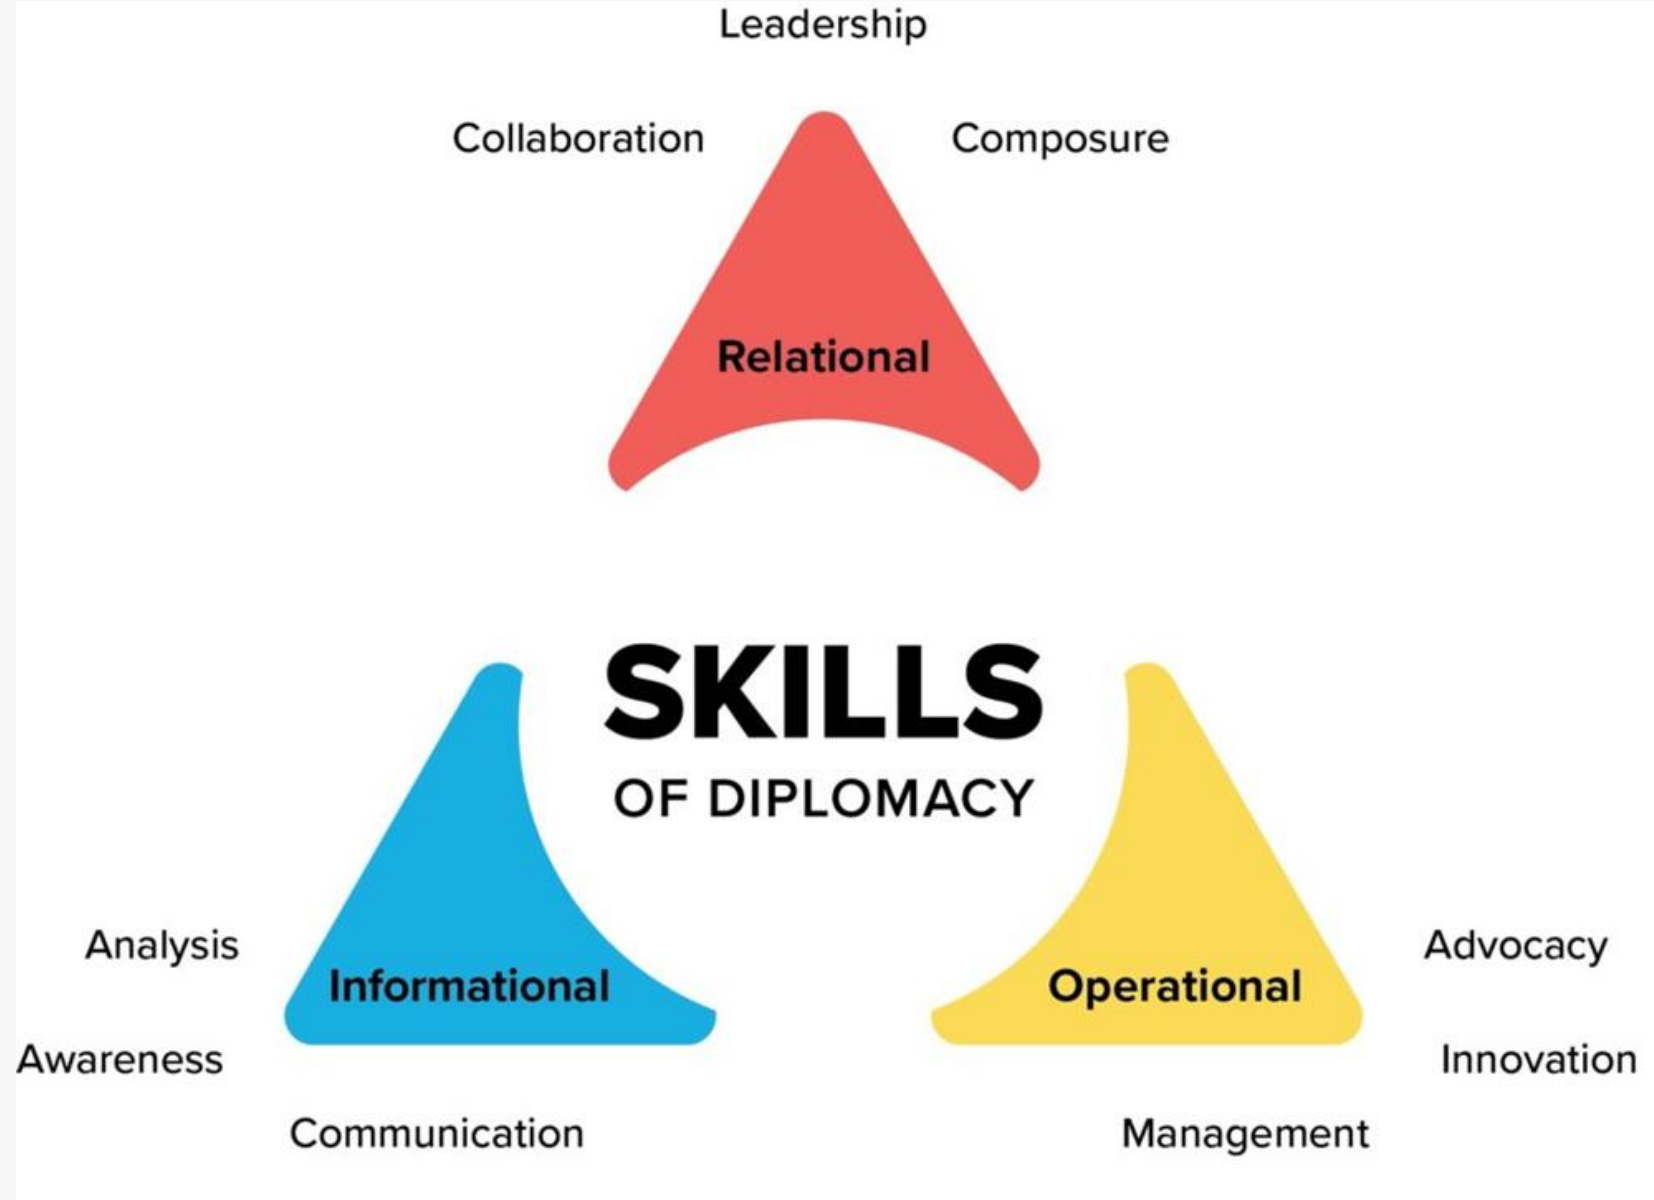 Leadership
Collaboration
Composure
Relational
SKILLS
OF DIPLOMACY
Analysis
Informational
Awareness
Communication
Operational
Advocacy
Innovation
Management